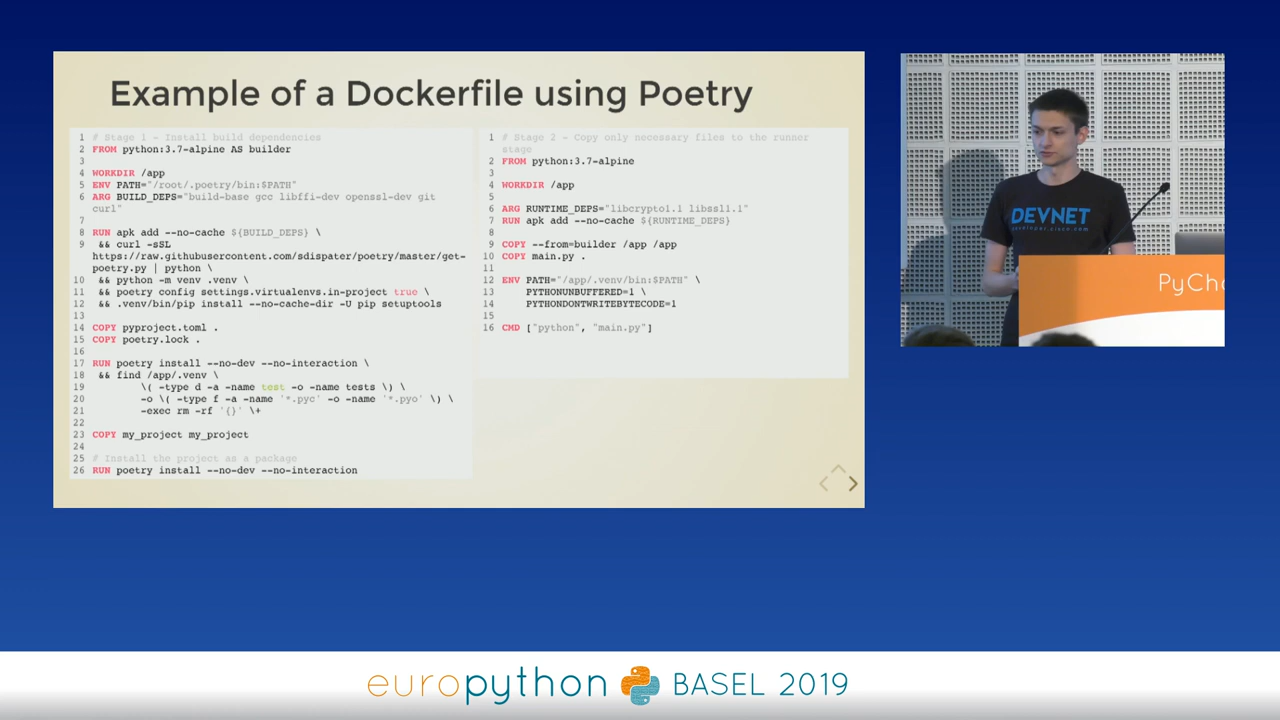 Example of a Dockerfile using Poetry
1 # Stage 1 - Install build dependencies
2 FROM python:3.7-alpine AS builder
3
4 WORKDIR /app
5 ENV PATH="/root/.poetry/bin:$PATH"
6 ARG BUILD_DEPS="build-base gcc libffi-dev openssl-dev git
curl"
7
8 RUN apk add --no-cache ${BUILD_DEPS} \
9 && curl -sSL
https://raw.githubusercontent.com/sdispater/poetry/master/get-
poetry.py | python \
10 && python -m venv .venv \
11 && poetry config settings.virtualenvs.in-project true \
12 && .venv/bin/pip install --no-cache-dir -U pip setuptools
13
14 COPY pyproject.toml .
15 COPY poetry.lock .
16
17 RUN poetry install --no-dev --no-interaction \
18 && find /app/.venv \
19 \( -type d -a -name test -o -name tests \) \
20 -o \( -type f -a -name '*.pyc' -o -name '*.pyo' \) \
21 -exec rm -rf '{}' \+
22
23 COPY my_project my_project
24
25 # Install the project as a package
26 RUN poetry install --no-dev --no-interaction
1 # Stage 2 - Copy only necessary files to the runner
stage
2 FROM python:3.7-alpine
3
4 WORKDIR /app
5
6 ARG RUNTIME_DEPS="libcrypto1.1 libssl1.1"
7 RUN apk add --no-cache ${RUNTIME_DEPS}
8
9 COPY --from=builder /app /app
10 COPY main.py .
11
12 ENV PATH="/app/.venv/bin:$PATH" \
13 PYTHONUNBUFFERED=1 \
14 PYTHONDONTWRITEBYTECODE=1
15
16 CMD ["python", "main.py"]
DEVNET
developer.cisco.com
PyCha
europython BASEL 2019